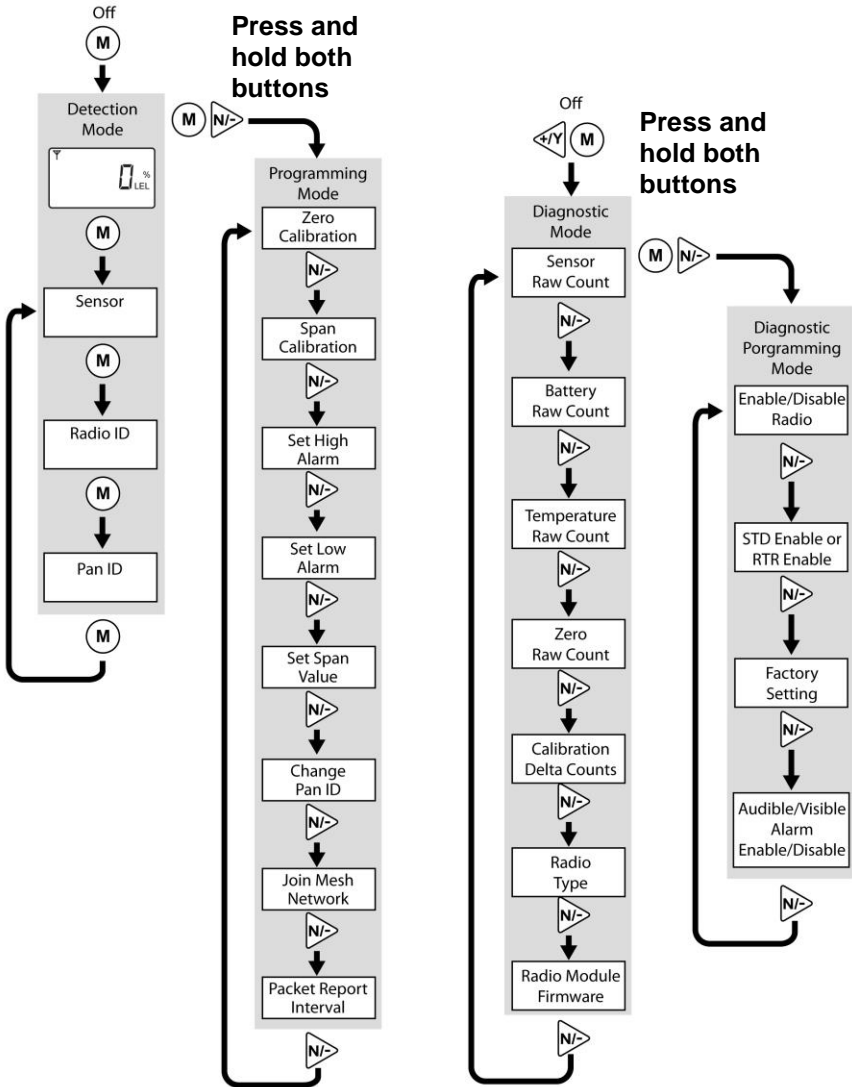 Off
M
Detection
Mode
0 %
LEL
M
Sensor
M
Radio ID
M
Pan ID
M
Press and
hold both
buttons
M N/-
Programming
Mode
Zero
Calibration
N/-
Span
Calibration
N/-
Set High
Alarm
N/-
Set Low
Alarm
N/-
Set Span
Value
N/-
Change
Pan ID
N/-
Join Mesh
Network
N/-
Packet Report
Interval
N/-
Off
+/Y M
Diagnostic
Mode
Sensor
Raw Count
N/-
Battery
Raw Count
N/-
Temperature
Raw Count
N/-
Zero
Raw Count
N/-
Calibration
Delta Counts
N/-
Radio
Type
N/-
Radio Module
Firmware
N/-
Press and
hold both
buttons
M N/-
Diagnostic
Porgramming
Mode
Enable/Disable
Radio
N/-
STD Enable or
RTR Enable
N/-
Factory
Setting
N/-
Audible/Visible
Alarm
Enable/Disable
N/-